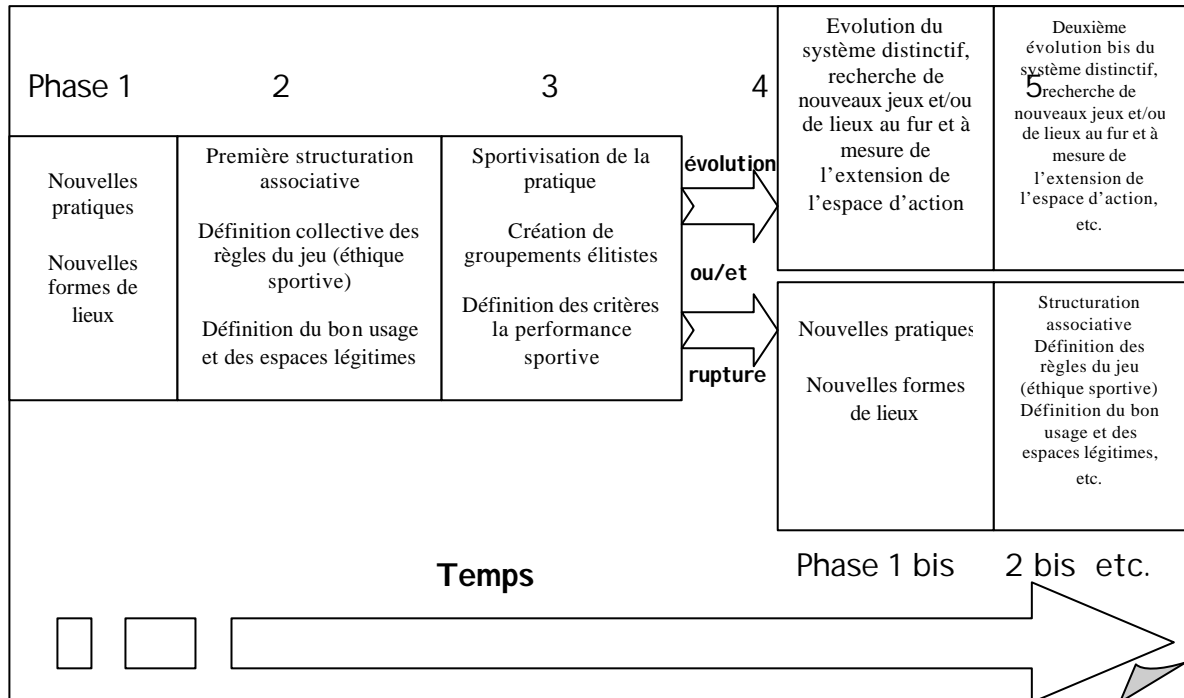 Phase 1
2
3
4
5
Nouvelles
pratiques
Nouvelles
formes de
lieux
Première structuration
associative
Définition collective des
règles du jeu (éthique
sportive)
Définition du bon usage
et des espaces légitimes
Sportivisation de la
pratique
Création de
groupements élitistes
Définition des critères
la performance
sportive
évolution
ou/et
rupture
Evolution du
système distinctif,
recherche de
nouveaux jeux et/ou
de lieux au fur et à
mesure de
l'extension de
l'espace d'action
Deuxième
évolution bis du
système distinctif,
recherche de
nouveaux jeux et/ou
de lieux au fur et à
mesure de
l'extension de
l'espace d'action,
etc.
Nouvelles pratiques
Nouvelles formes
de lieux
Structuration
associative
Définition des
règles du jeu
(éthique sportive)
Définition du bon
usage et des
espaces légitimes,
etc.
Phase 1 bis
2 bis etc.
Temps